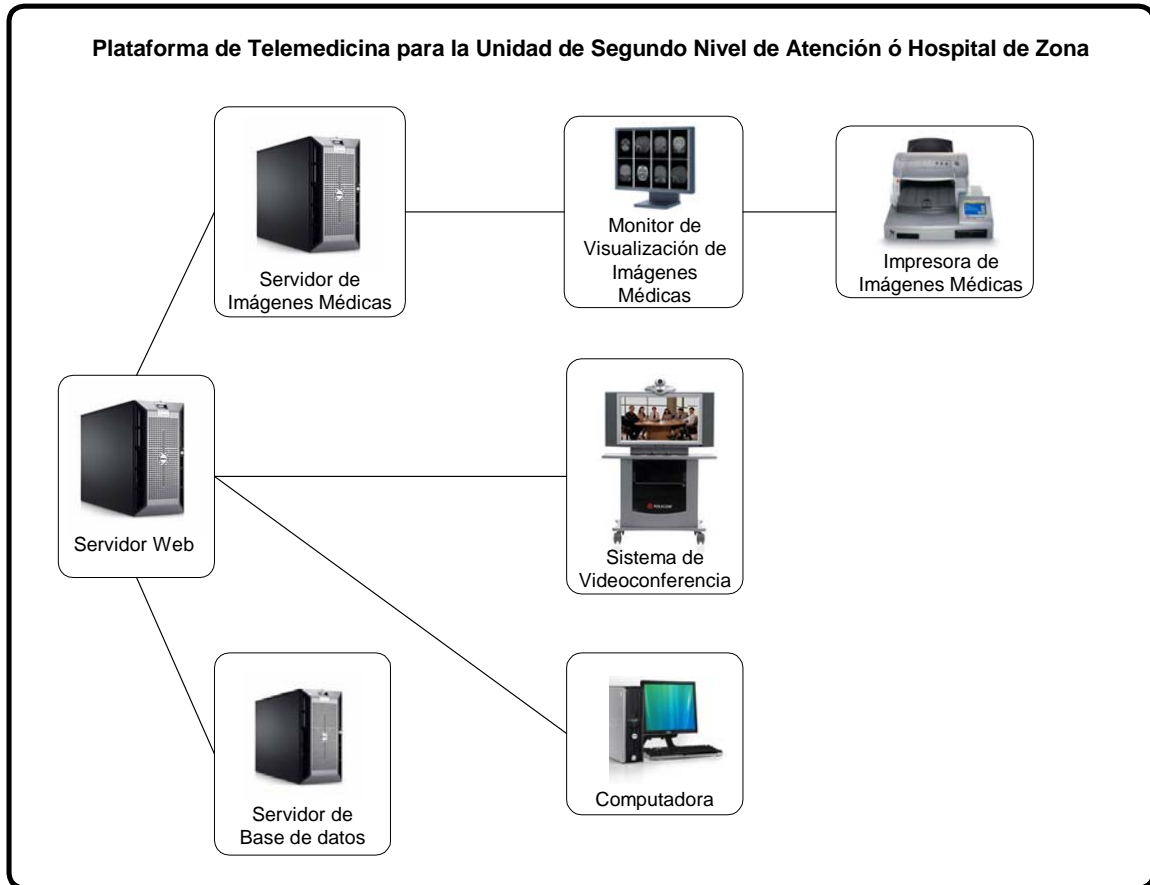 Plataforma de Telemedicina para la Unidad de Segundo Nivel de Atención ó Hospital de Zona
Servidor de
Imágenes Médicas
Monitor de
Visualización de
Imágenes
Médicas
Impresora de
Imágenes Médicas
Servidor Web
POLYCOM
Sistema de
Videoconferencia
Servidor de
Base de datos
Computadora